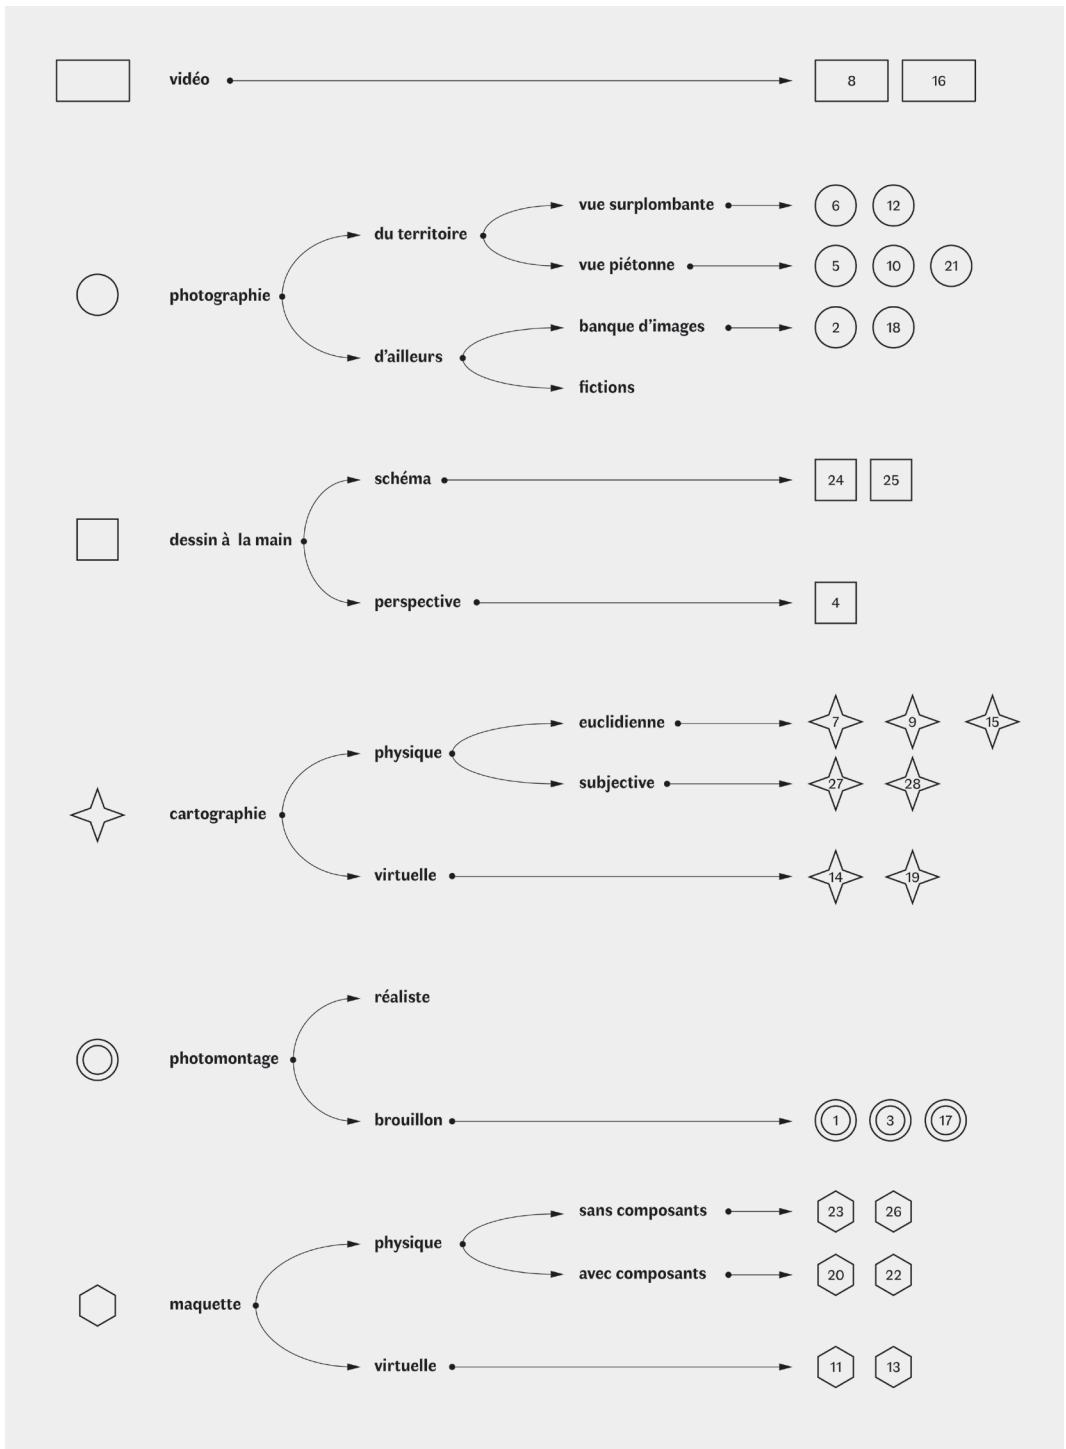 vidéo 8 16
vue surplombante 6 12
du territoire
vue piétonne 5 10 21
photographie
banque d'images 2 18
d'ailleurs
fictions
schéma 24 25
dessin à la main
perspective 4
euclidienne 7 9 15
physique
subjective 27 28
cartographie
virtuelle 14 19
réaliste
photomontage
brouillon 1 3 17
sans composants 23 26
physique
avec composants 20 22
maquette
virtuelle 11 13